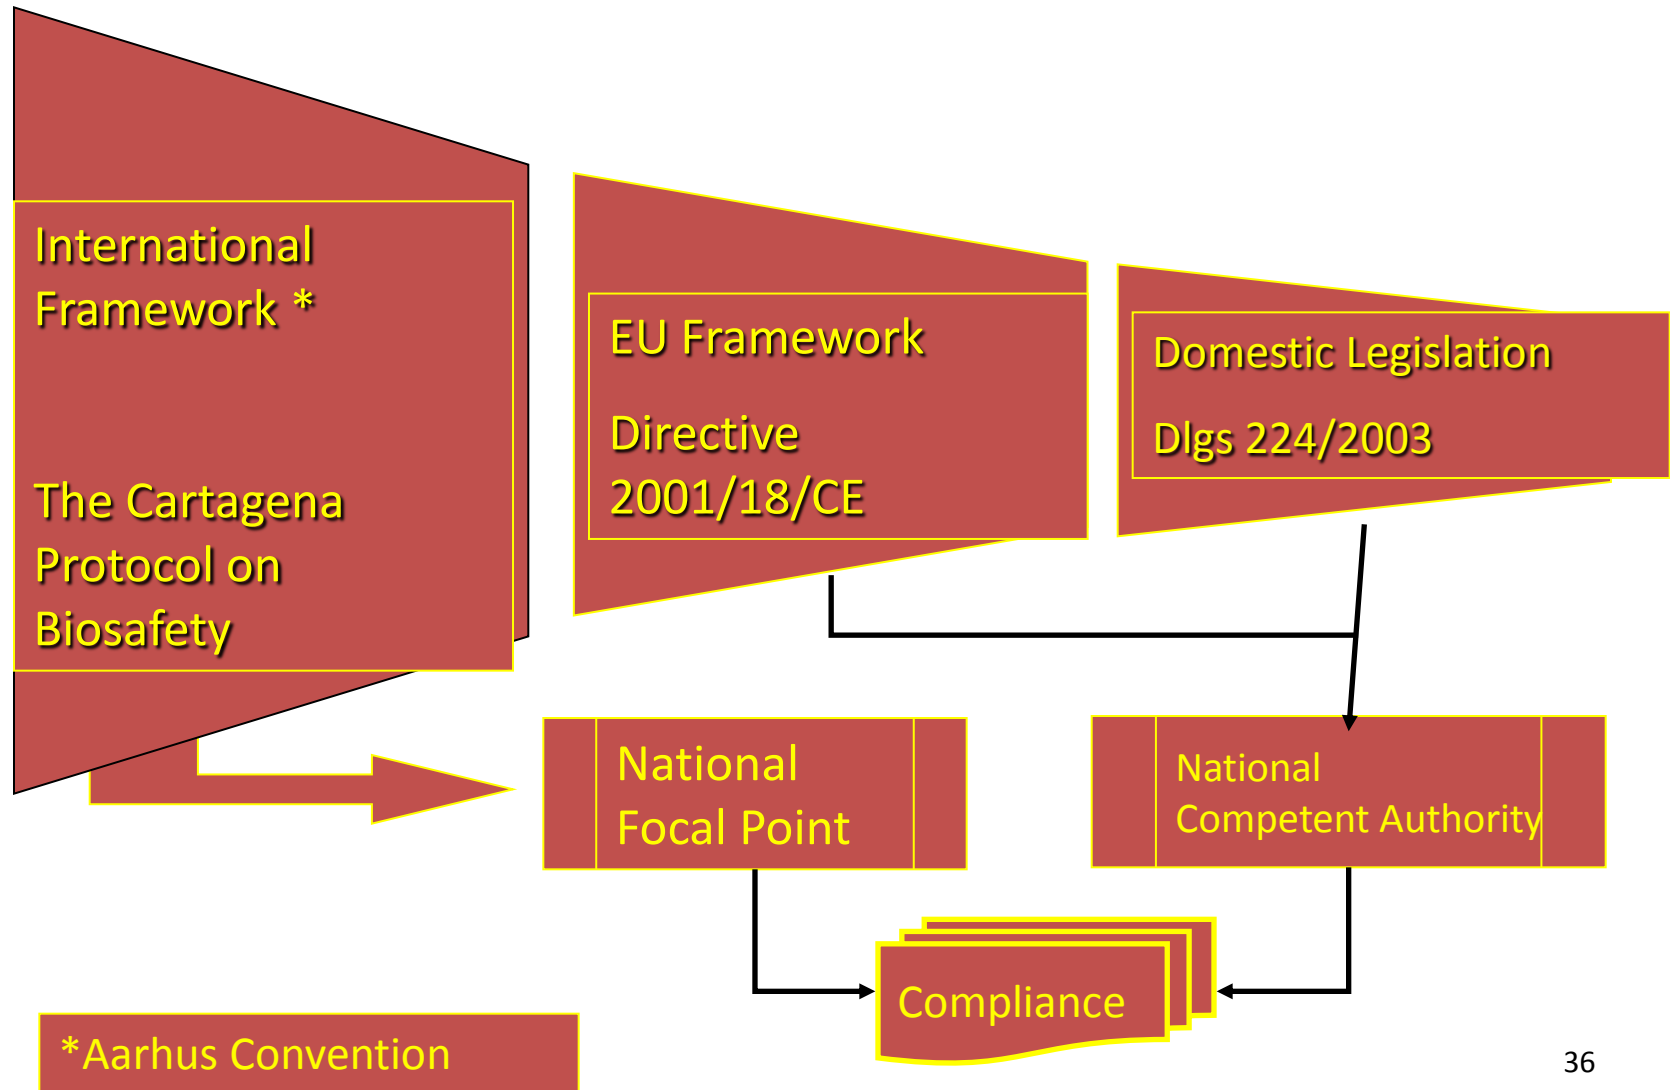 International
Framework *
The Cartagena
Protocol on
Biosafety
EU Framework
Directive
2001/18/CE
Domestic Legislation
Dlgs 224/2003
National
Focal Point
National
Competent Authority
Compliance
*Aarhus Convention
36